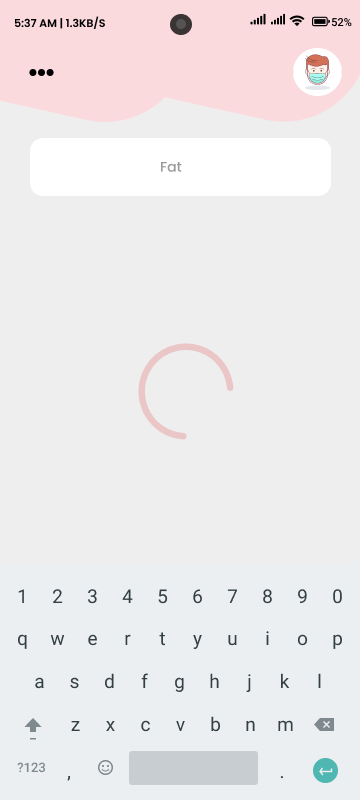 5:37 AM | 1.3KB/S 52%
Fat
1 2 3 4 5 6 7 8 9 0
q w e r t y u i o p
a s d f g h j k l
z x c v b n m
?123 , .